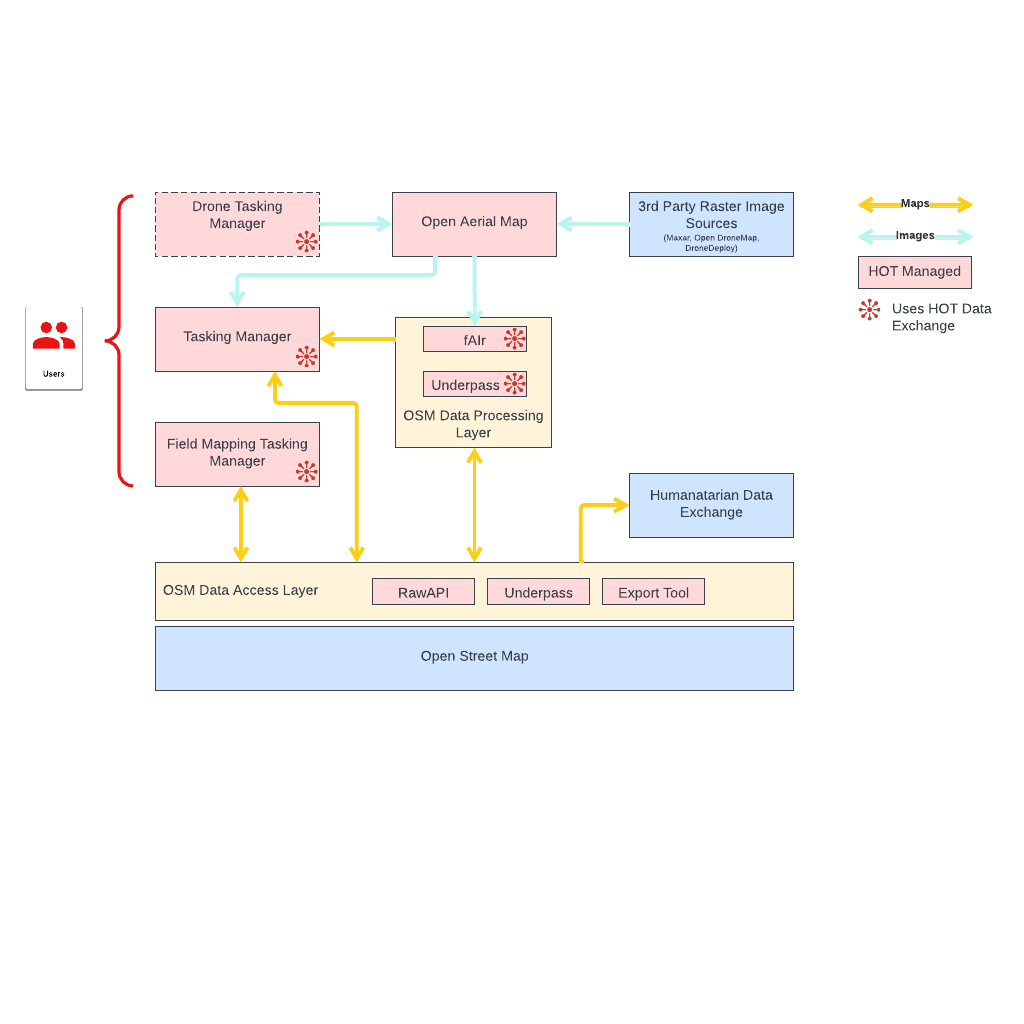 Drone Tasking
Manager
Open Aerial Map
3rd Party Raster Image
Sources
(Maxar, Open DroneMap,
DroneDeploy)
Maps
Images
HOT Managed
Uses HOT Data
Exchange
Users
Tasking Manager
fAIr
Underpass
OSM Data Processing
Layer
Field Mapping Tasking
Manager
Humanatarian Data
Exchange
OSM Data Access Layer
RawAPI
Underpass
Export Tool
Open Street Map